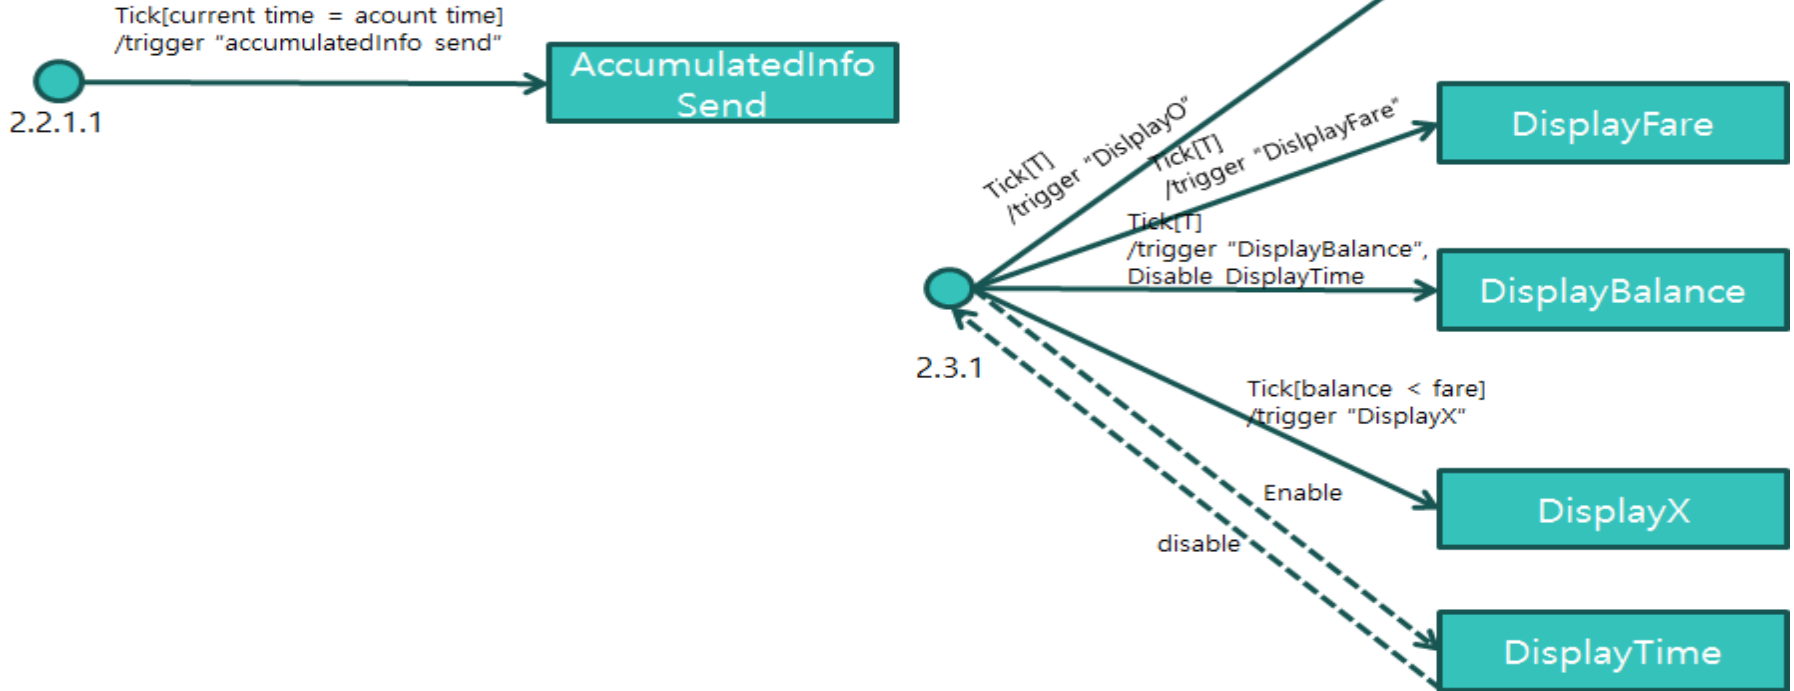 Tick[current time = acount time]
/trigger "accumulatedInfo send"
AccumulatedInfo
Send
2.2.1.1
Tick[T]
/trigger "DislplayO"
Tick[T]
/trigger "DislplayFare"
DisplayFare
Tick[T]
/trigger "DisplayBalance",
Disable DisplayTime
DisplayBalance
2.3.1
Tick[balance < fare]
/trigger "DisplayX"
Enable
DisplayX
disable
DisplayTime